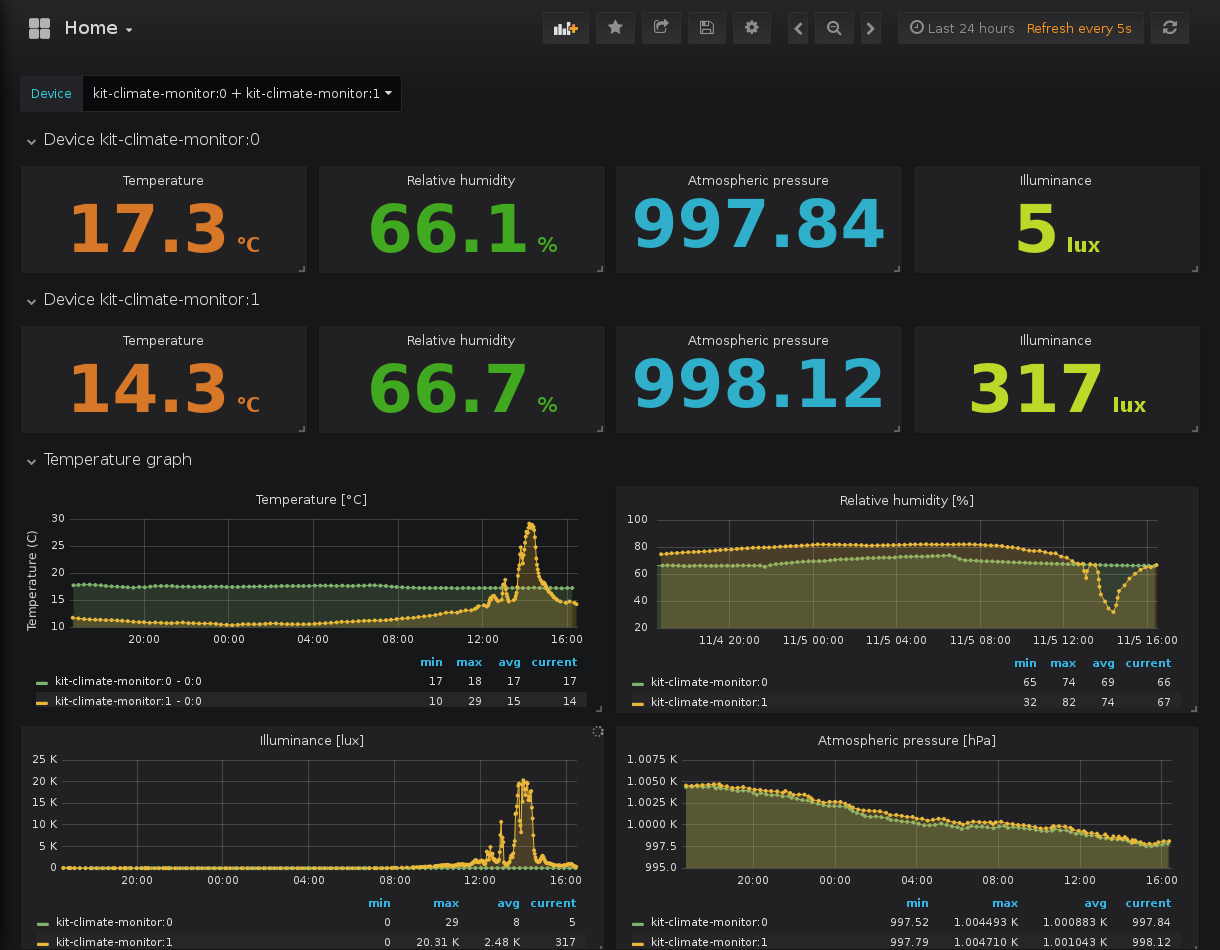 Home
Last 24 hours Refresh every 5s
Device kit-climate-monitor:0 + kit-climate-monitor:1
Device kit-climate-monitor:0
Temperature Relative humidity Atmospheric pressure Illuminance
17.3 °C 66.1 % 997.84 5 lux
Device kit-climate-monitor:1
Temperature Relative humidity Atmospheric pressure Illuminance
14.3 °C 66.7 % 998.12 317 lux
Temperature graph
Temperature [°C]
Temperature (C)
30
25
20
15
10
20:00 00:00 04:00 08:00 12:00 16:00
min max avg current
kit-climate-monitor:0 - 0:0 17 18 17 17
kit-climate-monitor:1 - 0:0 10 29 15 14
Relative humidity [%]
100
80
60
40
20
11/4 20:00 11/5 00:00 11/5 04:00 11/5 08:00 11/5 12:00 11/5 16:00
min max avg current
kit-climate-monitor:0 65 74 69 66
kit-climate-monitor:1 32 82 74 67
Illuminance [lux]
25 K
20 K
15 K
10 K
5 K
0
20:00 00:00 04:00 08:00 12:00 16:00
min max avg current
kit-climate-monitor:0 0 29 8 5
kit-climate-monitor:1 0 20.31 K 2.48 K 317
Atmospheric pressure [hPa]
1.0075 K
1.0050 K
1.0025 K
1.0000 K
997.5
995.0
20:00 00:00 04:00 08:00 12:00 16:00
min max avg current
kit-climate-monitor:0 997.52 1.004493 K 1.000883 K 997.84
kit-climate-monitor:1 997.79 1.004710 K 1.001043 K 998.12